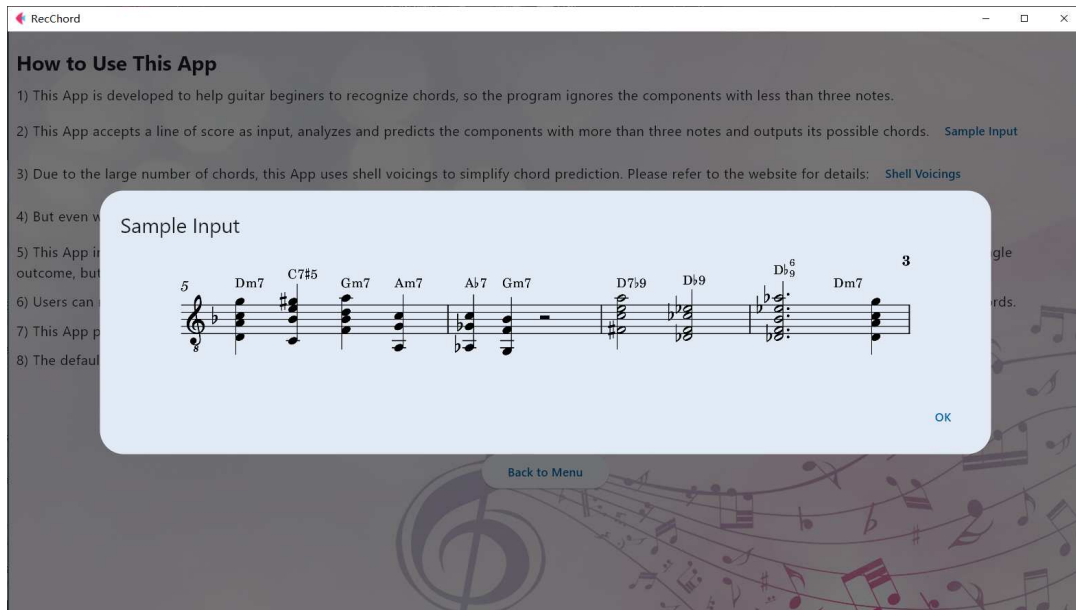 RecChord
How to Use This App
1) This App is developed to help guitar beginers to recognize chords, so the program ignores the components with less than three notes.
2) This App accepts a line of score as input, analyzes and predicts the components with more than three notes and outputs its possible chords. Sample Input
3) Due to the large number of chords, this App uses shell voicings to simplify chord prediction. Please refer to the website for details: Shell Voicings
4) But even
Sample Input
5) This App
outcome, but
6) Users can
7) This App
8) The
3
5 Dm7 C7#5 Gm7 Am7 A♭7 Gm7 D7♭9 D♭9 D♭6 9 Dm7
8
OK
Back to Menu